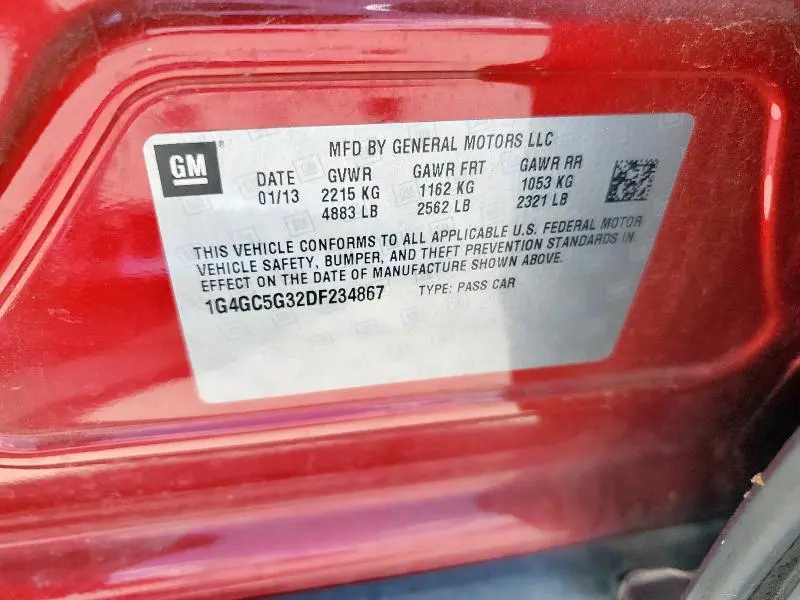 GM
MFD BY GENERAL MOTORS LLC
DATE GVWR GAWR FRT GAWR RR
01/13 2215 KG 1162 KG 1053 KG
4883 LB 2562 LB 2321 LB
THIS VEHICLE CONFORMS TO ALL APPLICABLE U.S. FEDERAL MOTOR
VEHICLE SAFETY, BUMPER, AND THEFT PREVENTION STANDARDS IN
EFFECT ON THE DATE OF MANUFACTURE SHOWN ABOVE.
1G4GC5G32DF234867 TYPE: PASS CAR